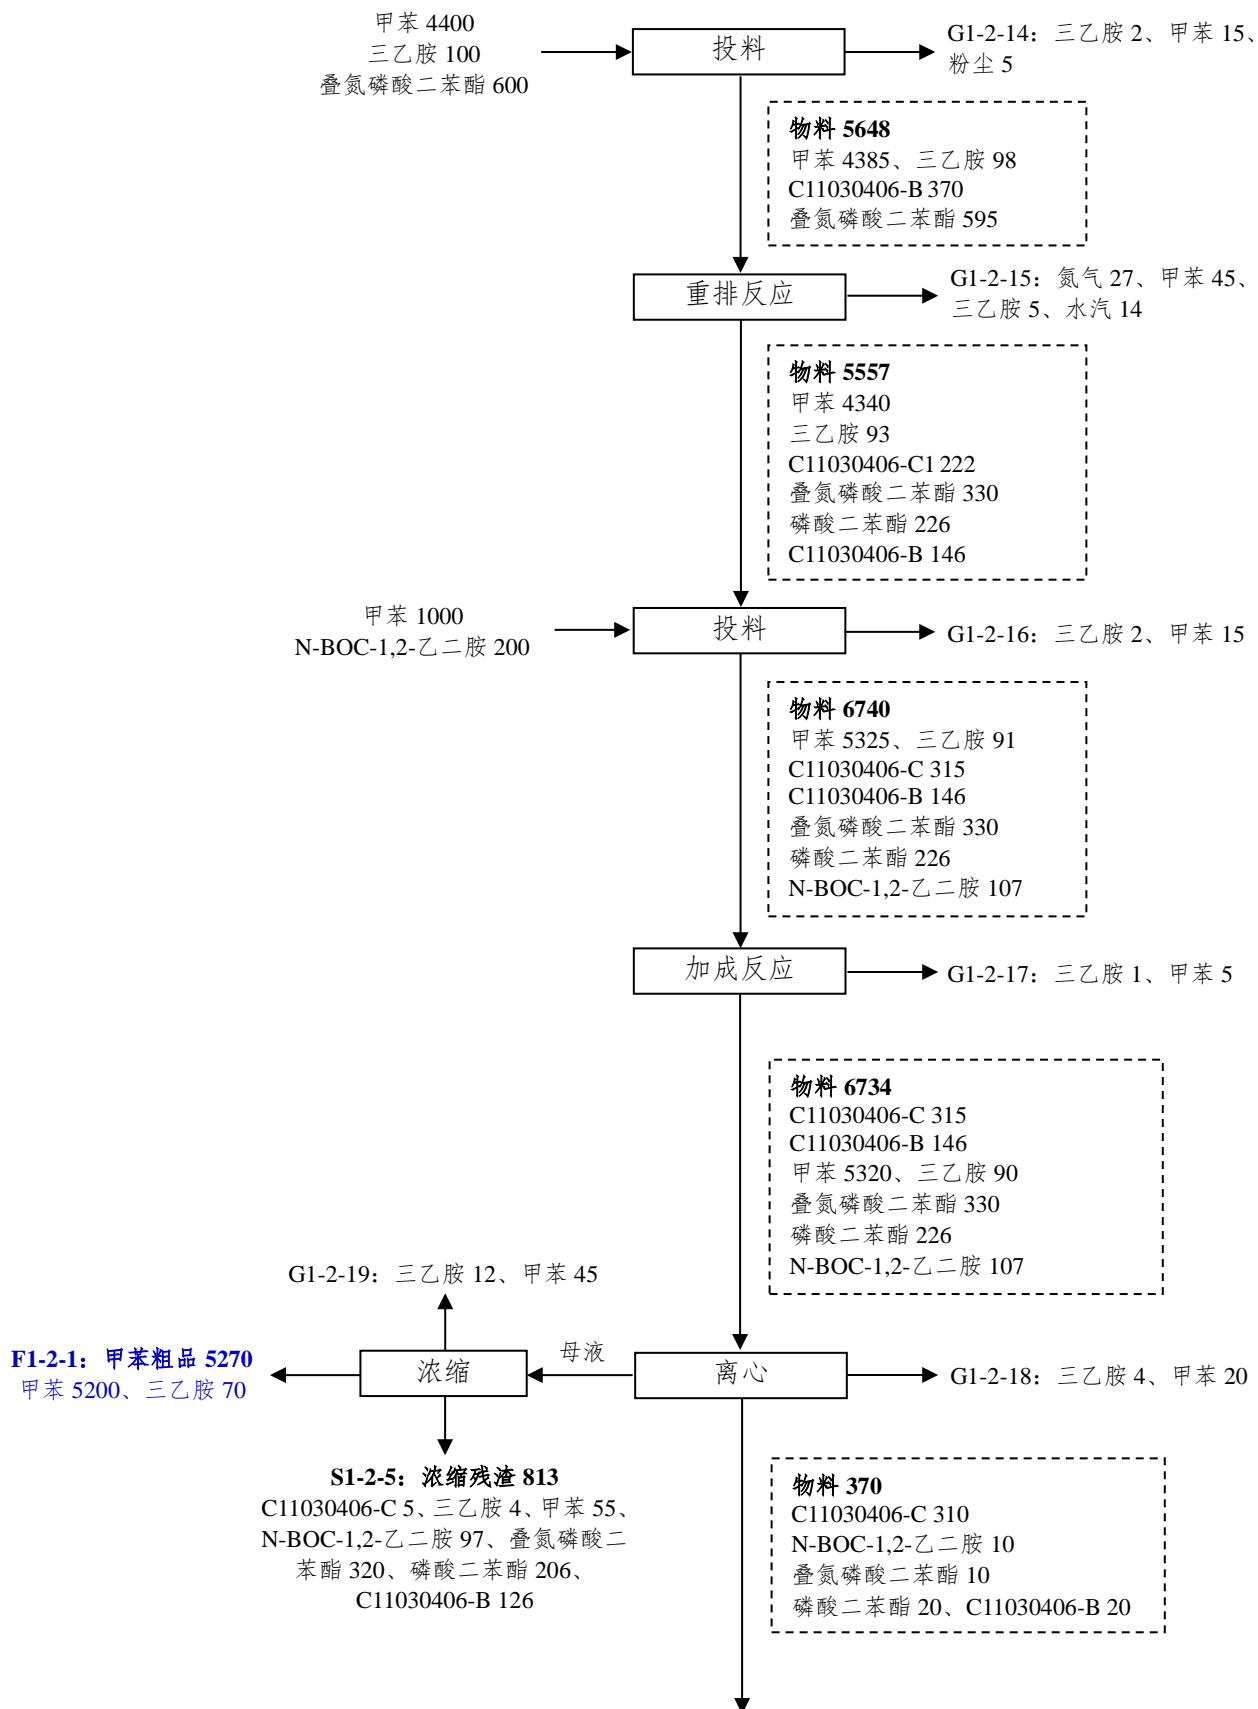 甲苯 4400
三乙胺 100
叠氮磷酸二苯酯 600
投料
G1-2-14：三乙胺 2、甲苯 15、
粉尘 5
物料 5648
甲苯 4385、三乙胺 98
C11030406-B 370
叠氮磷酸二苯酯 595
重排反应
G1-2-15：氮气 27、甲苯 45、
三乙胺 5、水汽 14
物料 5557
甲苯 4340
三乙胺 93
C11030406-C1 222
叠氮磷酸二苯酯 330
磷酸二苯酯 226
C11030406-B 146
甲苯 1000
N-BOC-1,2-乙二胺 200
投料
G1-2-16：三乙胺 2、甲苯 15
物料 6740
甲苯 5325、三乙胺 91
C11030406-C 315
C11030406-B 146
叠氮磷酸二苯酯 330
磷酸二苯酯 226
N-BOC-1,2-乙二胺 107
加成反应
G1-2-17：三乙胺 1、甲苯 5
物料 6734
C11030406-C 315
C11030406-B 146
甲苯 5320、三乙胺 90
叠氮磷酸二苯酯 330
磷酸二苯酯 226
N-BOC-1,2-乙二胺 107
G1-2-19：三乙胺 12、甲苯 45
F1-2-1：甲苯粗品 5270
甲苯 5200、三乙胺 70
浓缩
母液
离心
G1-2-18：三乙胺 4、甲苯 20
S1-2-5：浓缩残渣 813
C11030406-C 5、三乙胺 4、甲苯 55、
N-BOC-1,2-乙二胺 97、叠氮磷酸二
苯酯 320、磷酸二苯酯 206、
C11030406-B 126
物料 370
C11030406-C 310
N-BOC-1,2-乙二胺 10
叠氮磷酸二苯酯 10
磷酸二苯酯 20、C11030406-B 20